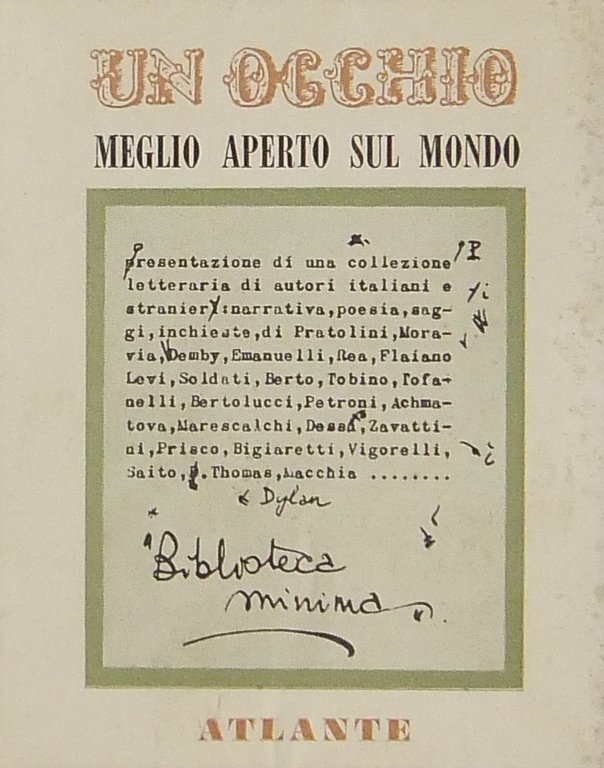 UN OCCHIO
MEGLIO APERTO SUL MONDO
presentazione di una collezione /P
letteraria di autori italiani e
stranieri:narrativa,poesia,sag- /i
gi,inchieste,di Pratolini,Mora-
via,Demby,Emanuelli,Rea,Flaiano
Levi,Soldati,Berto,Tobino,Tofa-
nelli,Bertolucci,Petroni,Achma-
tova,Marescalchi,Dessì,Zavatti-
ni,Prisco,Bigiaretti,Vigorelli, i
Saito,D.Thomas,Macchia ........
Dylan
"Biblioteca
minima".
ATLANTE